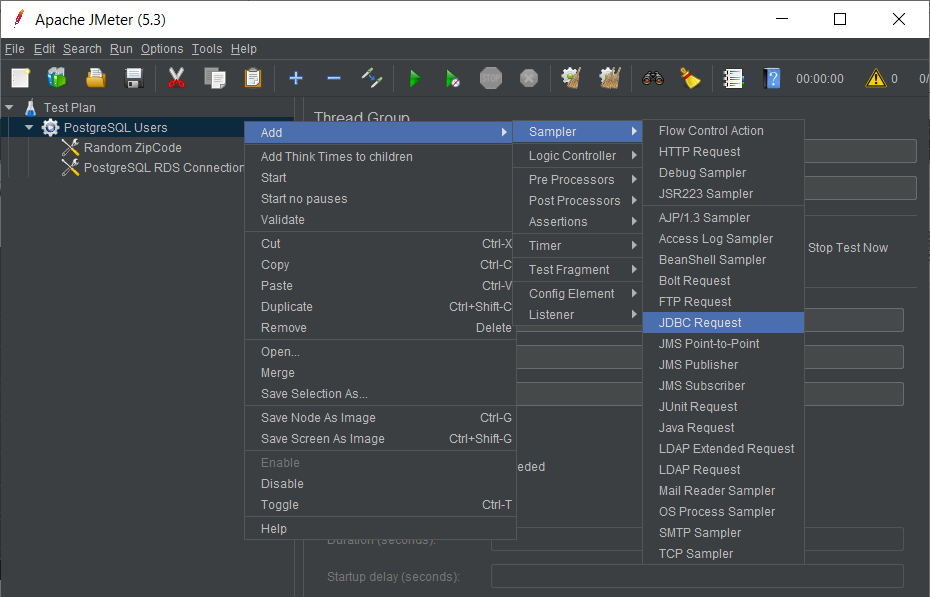 Apache JMeter (5.3)
File Edit Search Run Options Tools Help
STOP
00:00:00 0 0/
Test Plan
PostgreSQL Users
Random ZipCode
PostgreSQL RDS Connection
Thread Group
Stop Test Now
eeded
Duration (seconds):
Startup delay (seconds):
Add
Add Think Times to children
Start
Start no pauses
Validate
Cut Ctrl-X
Copy Ctrl-C
Paste Ctrl-V
Duplicate Ctrl+Shift-C
Remove Delete
Open...
Merge
Save Selection As...
Save Node As Image Ctrl-G
Save Screen As Image Ctrl+Shift-G
Enable
Disable
Toggle Ctrl-T
Help
Sampler
Logic Controller
Pre Processors
Post Processors
Assertions
Timer
Test Fragment
Config Element
Listener
Flow Control Action
HTTP Request
Debug Sampler
JSR223 Sampler
AJP/1.3 Sampler
Access Log Sampler
BeanShell Sampler
Bolt Request
FTP Request
JDBC Request
JMS Point-to-Point
JMS Publisher
JMS Subscriber
JUnit Request
Java Request
LDAP Extended Request
LDAP Request
Mail Reader Sampler
OS Process Sampler
SMTP Sampler
TCP Sampler